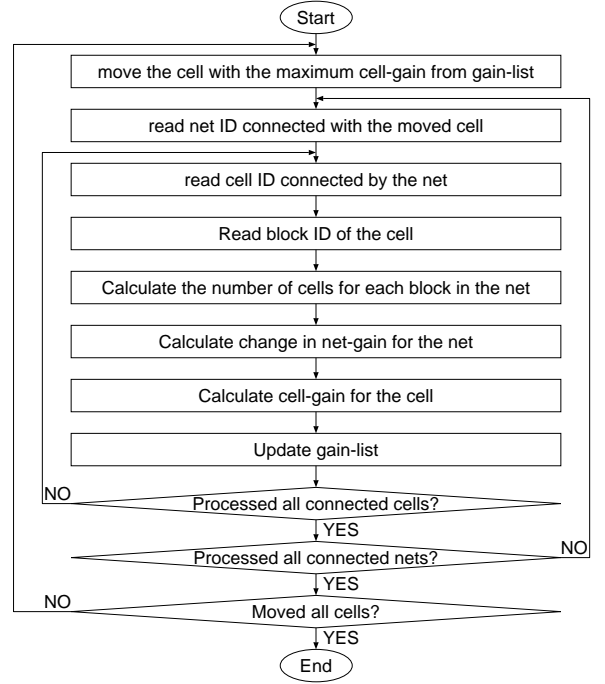 Start
move the cell with the maximum cell-gain from gain-list
read net ID connected with the moved cell
read cell ID connected by the net
Read block ID of the cell
Calculate the number of cells for each block in the net
Calculate change in net-gain for the net
Calculate cell-gain for the cell
Update gain-list
NO
Processed all connected cells?
YES
Processed all connected nets?
NO
YES
NO
Moved all cells?
YES
End